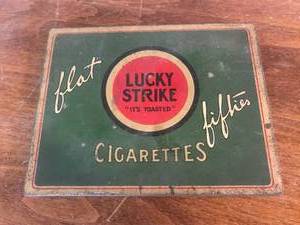 flat
LUCKY
STRIKE
"IT'S TOASTED"
fifties
CIGARETTES